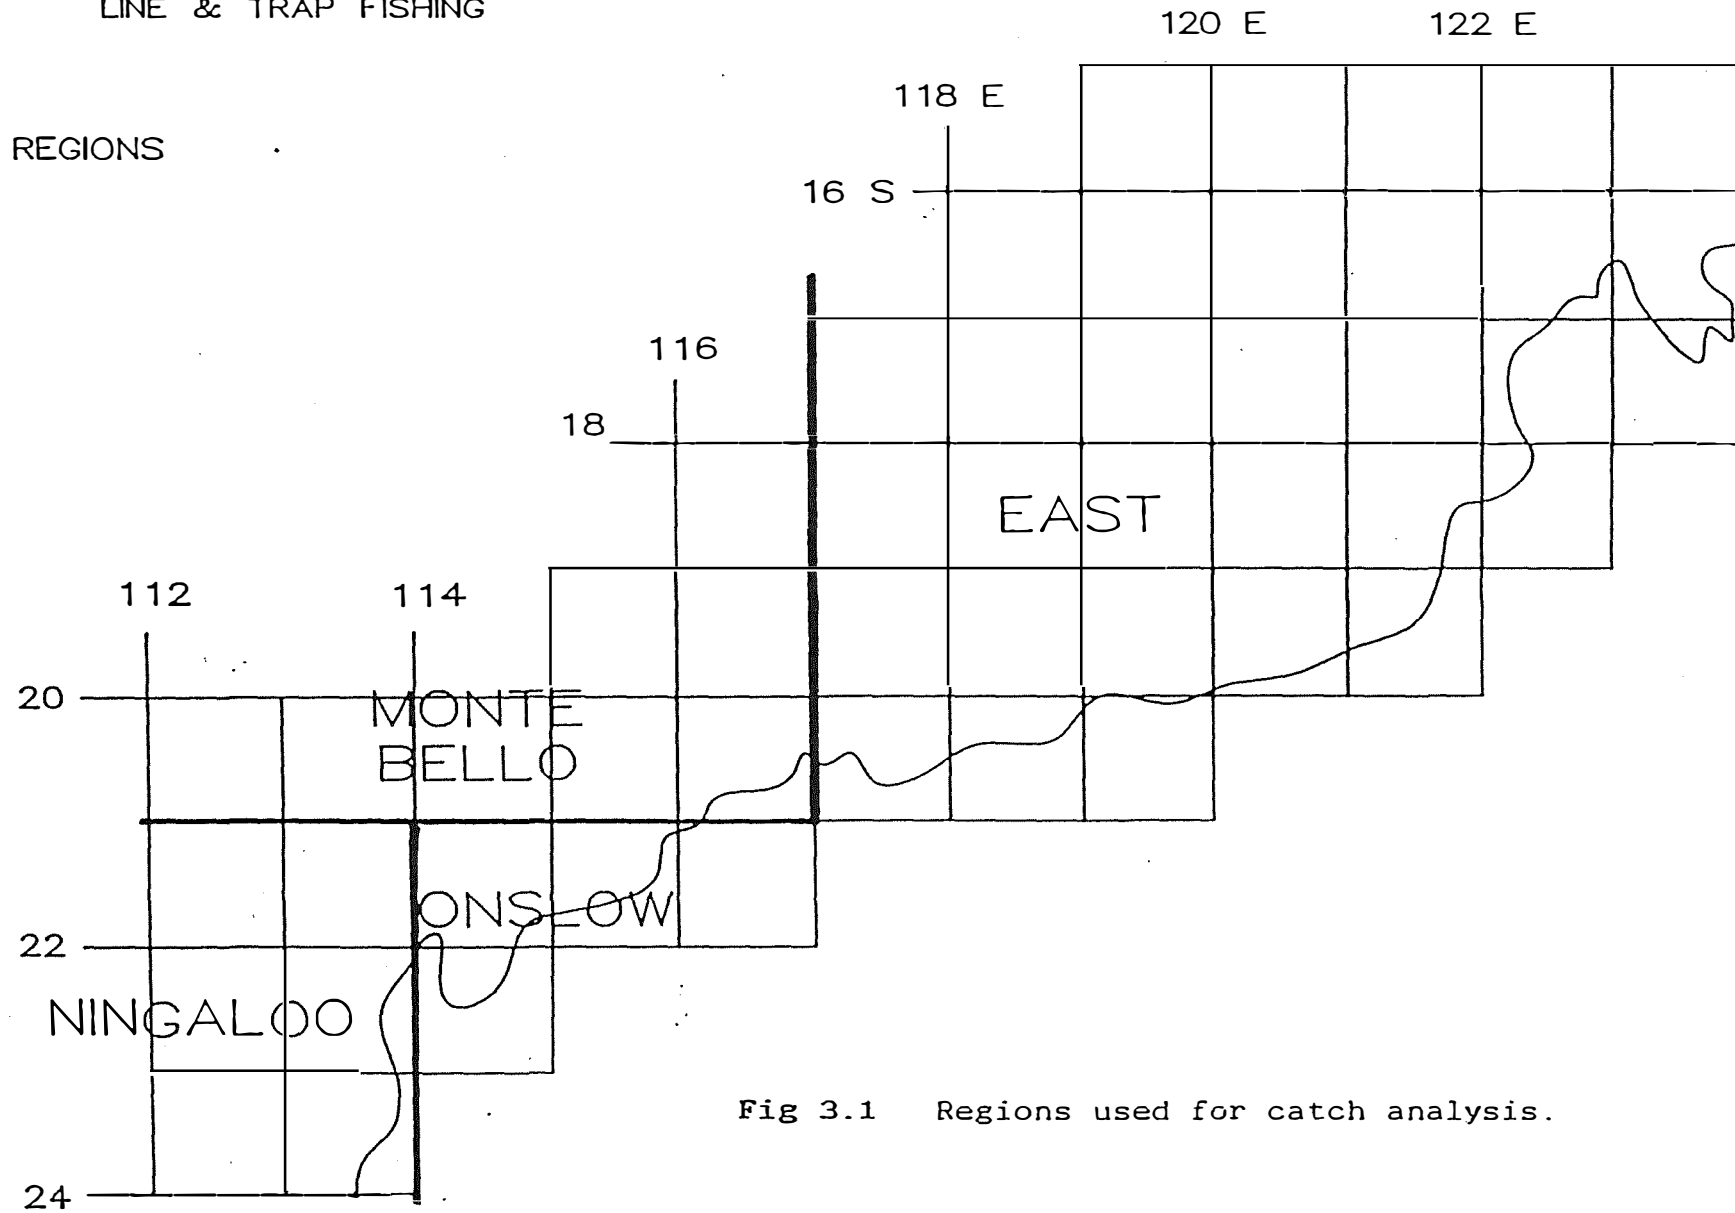 LINE & TRAP FISHING
120 E 122 E
118 E
REGIONS
16 S
116
18
EAST
112 114
20
MONTE
BELLO
ONSLOW
22
NINGALOO
Fig 3.1 Regions used for catch analysis.
24